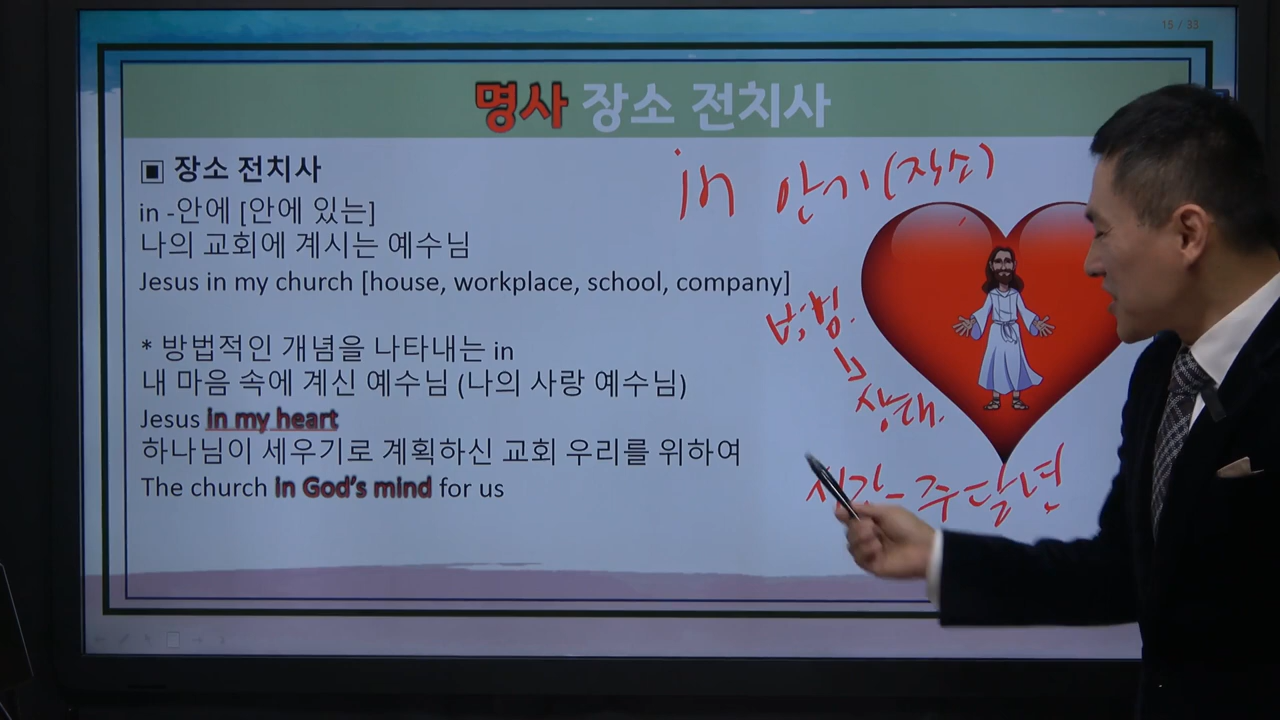 15 / 33
명사 장소 전치사
▣ 장소 전치사
in -안에 [안에 있는]
나의 교회에 계시는 예수님
Jesus in my church [house, workplace, school, company]
* 방법적인 개념을 나타내는 in
내 마음 속에 계신 예수님 (나의 사랑 예수님)
Jesus in my heart
하나님이 세우기로 계획하신 교회 우리를 위하여
The church in God's mind for us
in 안기 (장소)
방법.
상태.
시간- 주 달 년